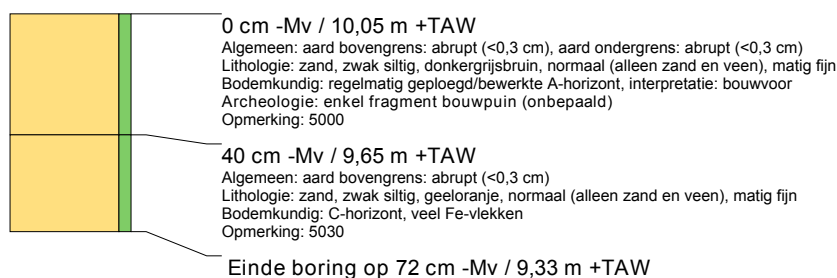 0 cm -Mv / 10,05 m +TAW
Algemeen: aard bovengrens: abrupt (<0,3 cm), aard ondergrens: abrupt (<0,3 cm)
Lithologie: zand, zwak siltig, donkergrijsbruin, normaal (alleen zand en veen), matig fijn
Bodemkundig: regelmatig geploegd/bewerkte A-horizont, interpretatie: bouwvoor
Archeologie: enkel fragment bouwpuin (onbepaald)
Opmerking: 5000
40 cm -Mv / 9,65 m +TAW
Algemeen: aard bovengrens: abrupt (<0,3 cm)
Lithologie: zand, zwak siltig, geeloranje, normaal (alleen zand en veen), matig fijn
Bodemkundig: C-horizont, veel Fe-vlekken
Opmerking: 5030
Einde boring op 72 cm -Mv / 9,33 m +TAW